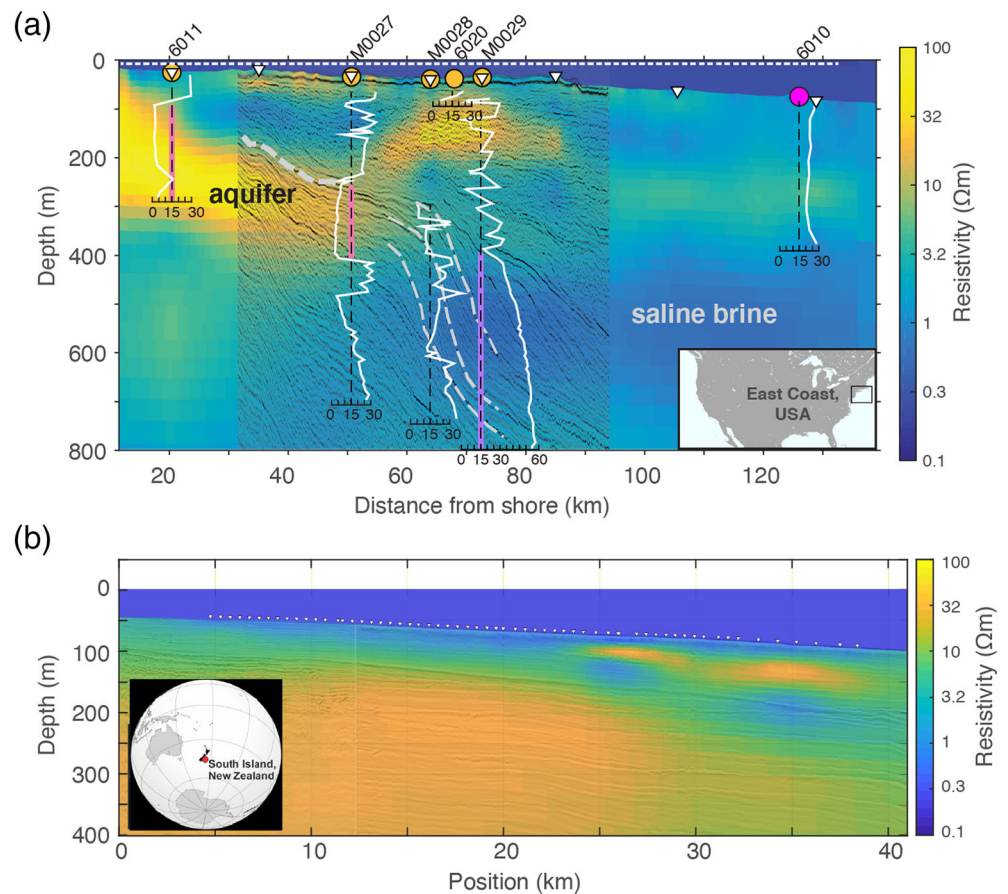 (a)
6011
M0027
M0028
6020
M0029
6010
0
200
400
600
800
Depth (m)
aquifer
saline brine
0 15 30
0 15 30
0 15 30
0 15 30
0 15 30 60
0 15 30
East Coast,
USA
20
40
60
80
100
120
Distance from shore (km)
100
32
10
3.2
1
0.3
0.1
Resistivity (Ωm)
(b)
0
100
200
300
400
Depth (m)
South Island,
New Zealand
0
10
20
30
40
Position (km)
100
32
10
3.2
1
0.3
0.1
Resistivity (Ωm)